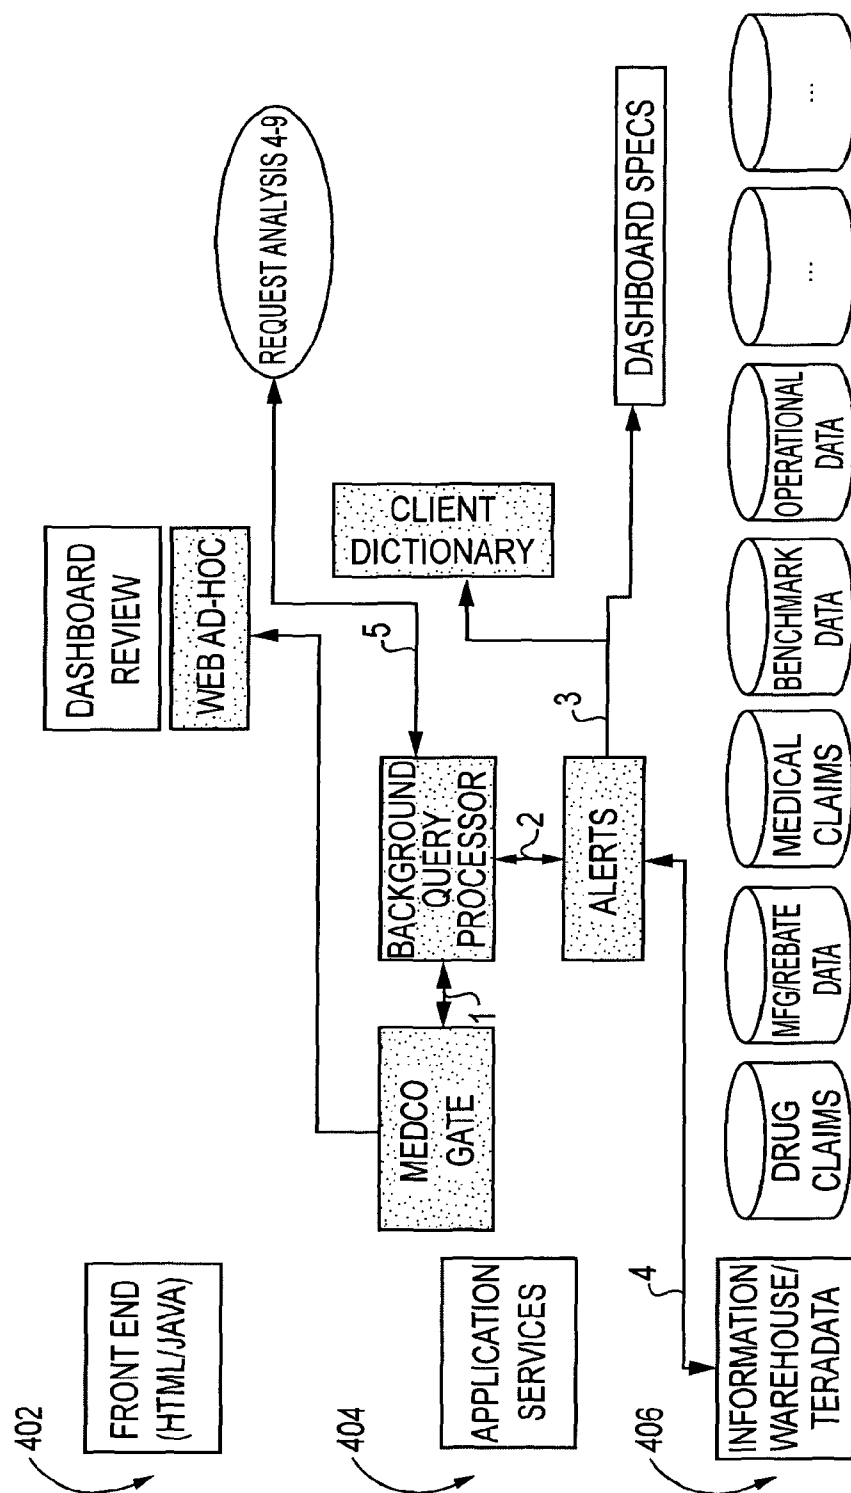 402
FRONT END
(HTML/JAVA)
DASHBOARD
REVIEW
WEB AD-HOC
REQUEST ANALYSIS 4-9
404
APPLICATION
SERVICES
MEDCO
GATE
1
BACKGROUND
QUERY
PROCESSOR
5
CLIENT
DICTIONARY
2
ALERTS
3
DASHBOARD SPECS
406
INFORMATION
WAREHOUSE/
TERADATA
4
DRUG
CLAIMS
MFG/REBATE
DATA
MEDICAL
CLAIMS
BENCHMARK
DATA
OPERATIONAL
DATA
...
...